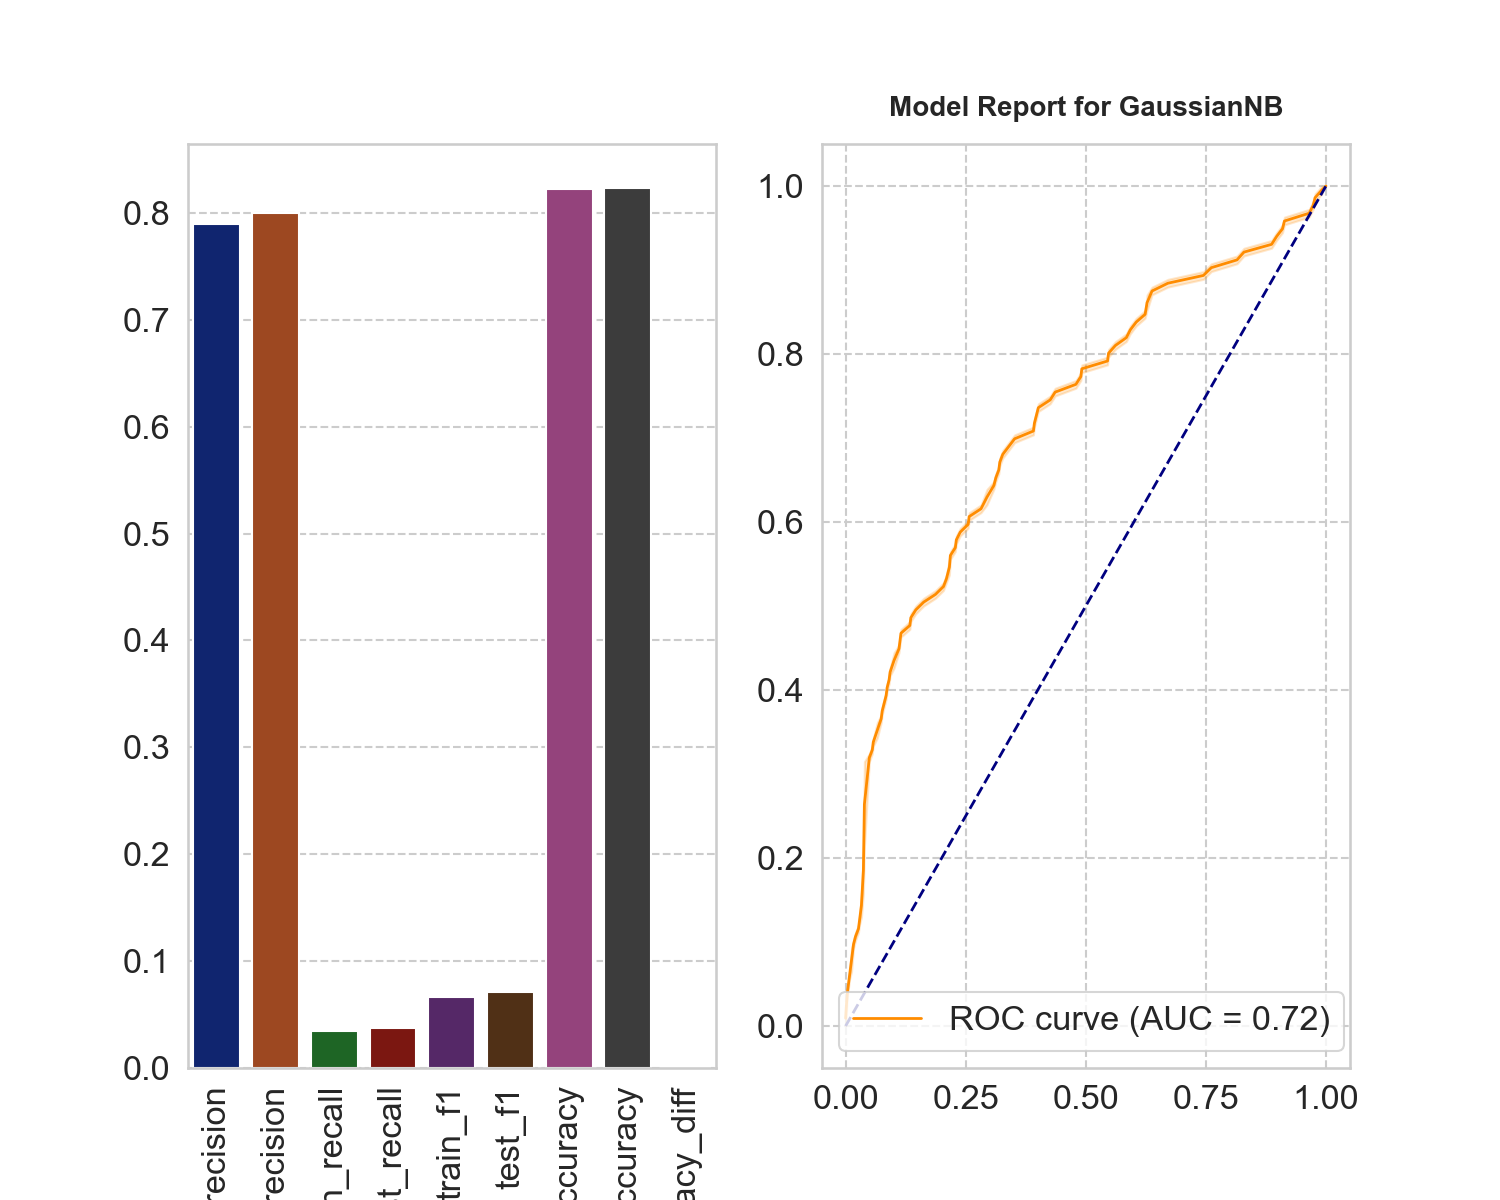 Model Report for GaussianNB
0.8
0.7
0.6
0.5
0.4
0.3
0.2
0.1
0.0
recision
recision
n_recall
t_recall
train_f1
test_f1
ccuracy
ccuracy
acy_diff
1.0
0.8
0.6
0.4
0.2
0.0
ROC curve (AUC = 0.72)
0.00 0.25 0.50 0.75 1.00